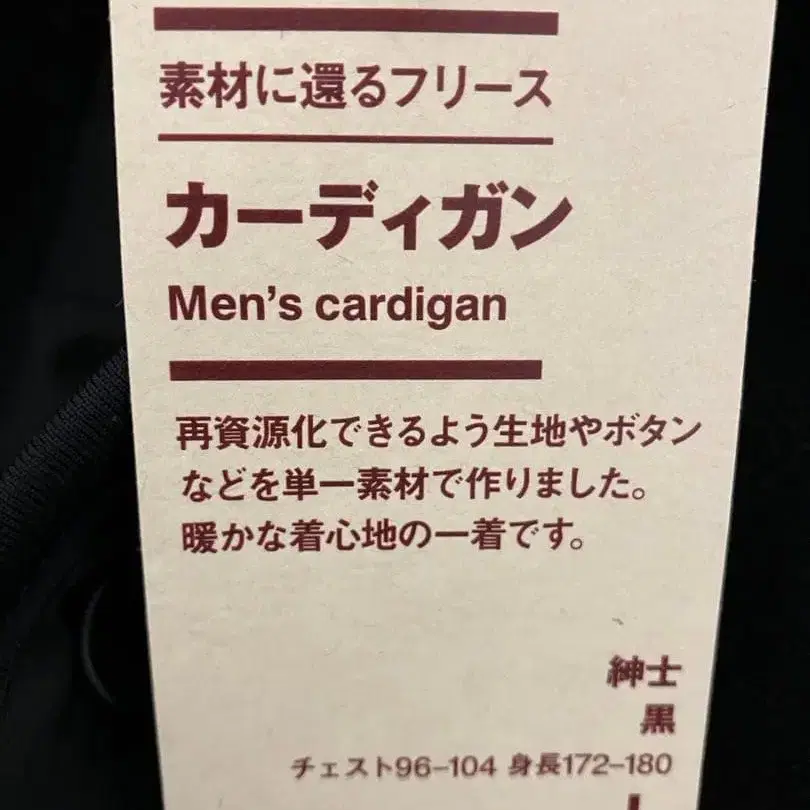 素材に還るフリース
カーディガン
Men's cardigan
再資源化できるよう生地やボタン
などを単一素材で作りました。
暖かな着心地の一着です。
紳士
黒
チェスト96–104 身長172–180